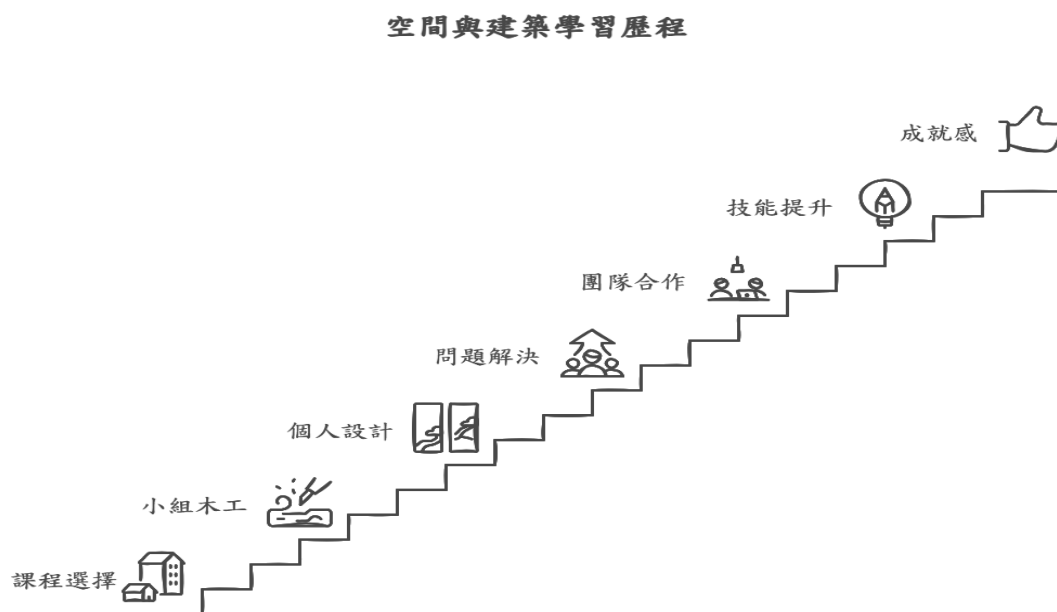 空間與建築學習歷程
成就感
技能提升
團隊合作
問題解決
個人設計
小組木工
課程選擇